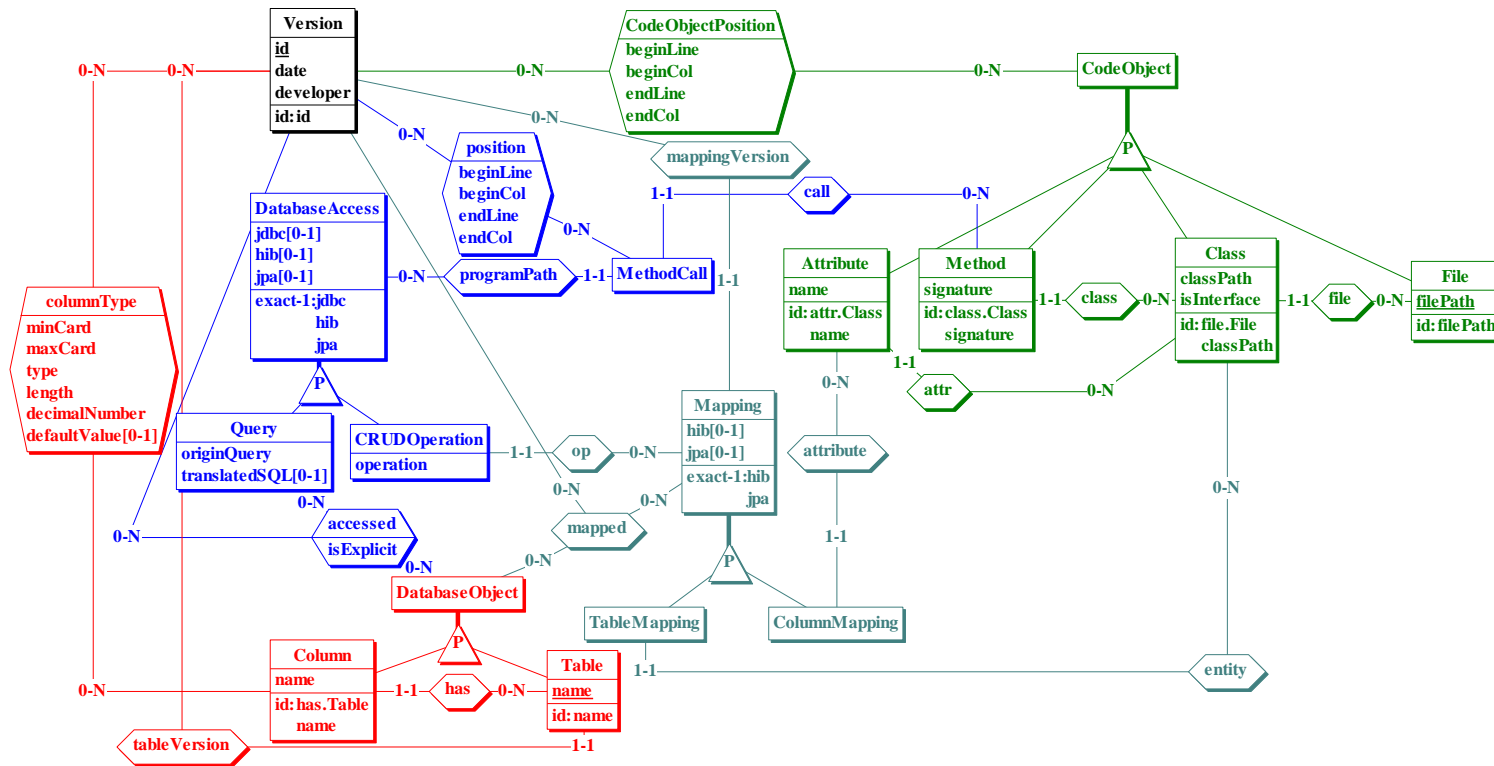 Version
id
date
developer
id:id
CodeObjectPosition
beginLine
beginCol
endLine
endCol
CodeObject
P
0-N
0-N
0-N
0-N
0-N
0-N
position
beginLine
beginCol
endLine
endCol
mappingVersion
1-1
call
0-N
DatabaseAccess
jdbc[0-1]
hib[0-1]
jpa[0-1]
exact-1:jdbc
hib
jpa
0-N
0-N
programPath
1-1
MethodCall
1-1
Attribute
name
id:attr.Class
name
Method
signature
id:class.Class
signature
1-1
class
0-N
Class
classPath
isInterface
id:file.File
classPath
1-1
file
0-N
File
filePath
id:filePath
columnType
minCard
maxCard
type
length
decimalNumber
defaultValue[0-1]
P
1-1
attr
0-N
0-N
Query
originQuery
translatedSQL[0-1]
CRUDOperation
operation
1-1
op
0-N
Mapping
hib[0-1]
jpa[0-1]
exact-1:hib
jpa
attribute
0-N
0-N
0-N
0-N
mapped
0-N
accessed
isExplicit
0-N
0-N
1-1
0-N
P
DatabaseObject
TableMapping
ColumnMapping
P
Column
name
id:has.Table
name
0-N
1-1
has
0-N
Table
name
id:name
1-1
entity
tableVersion
1-1